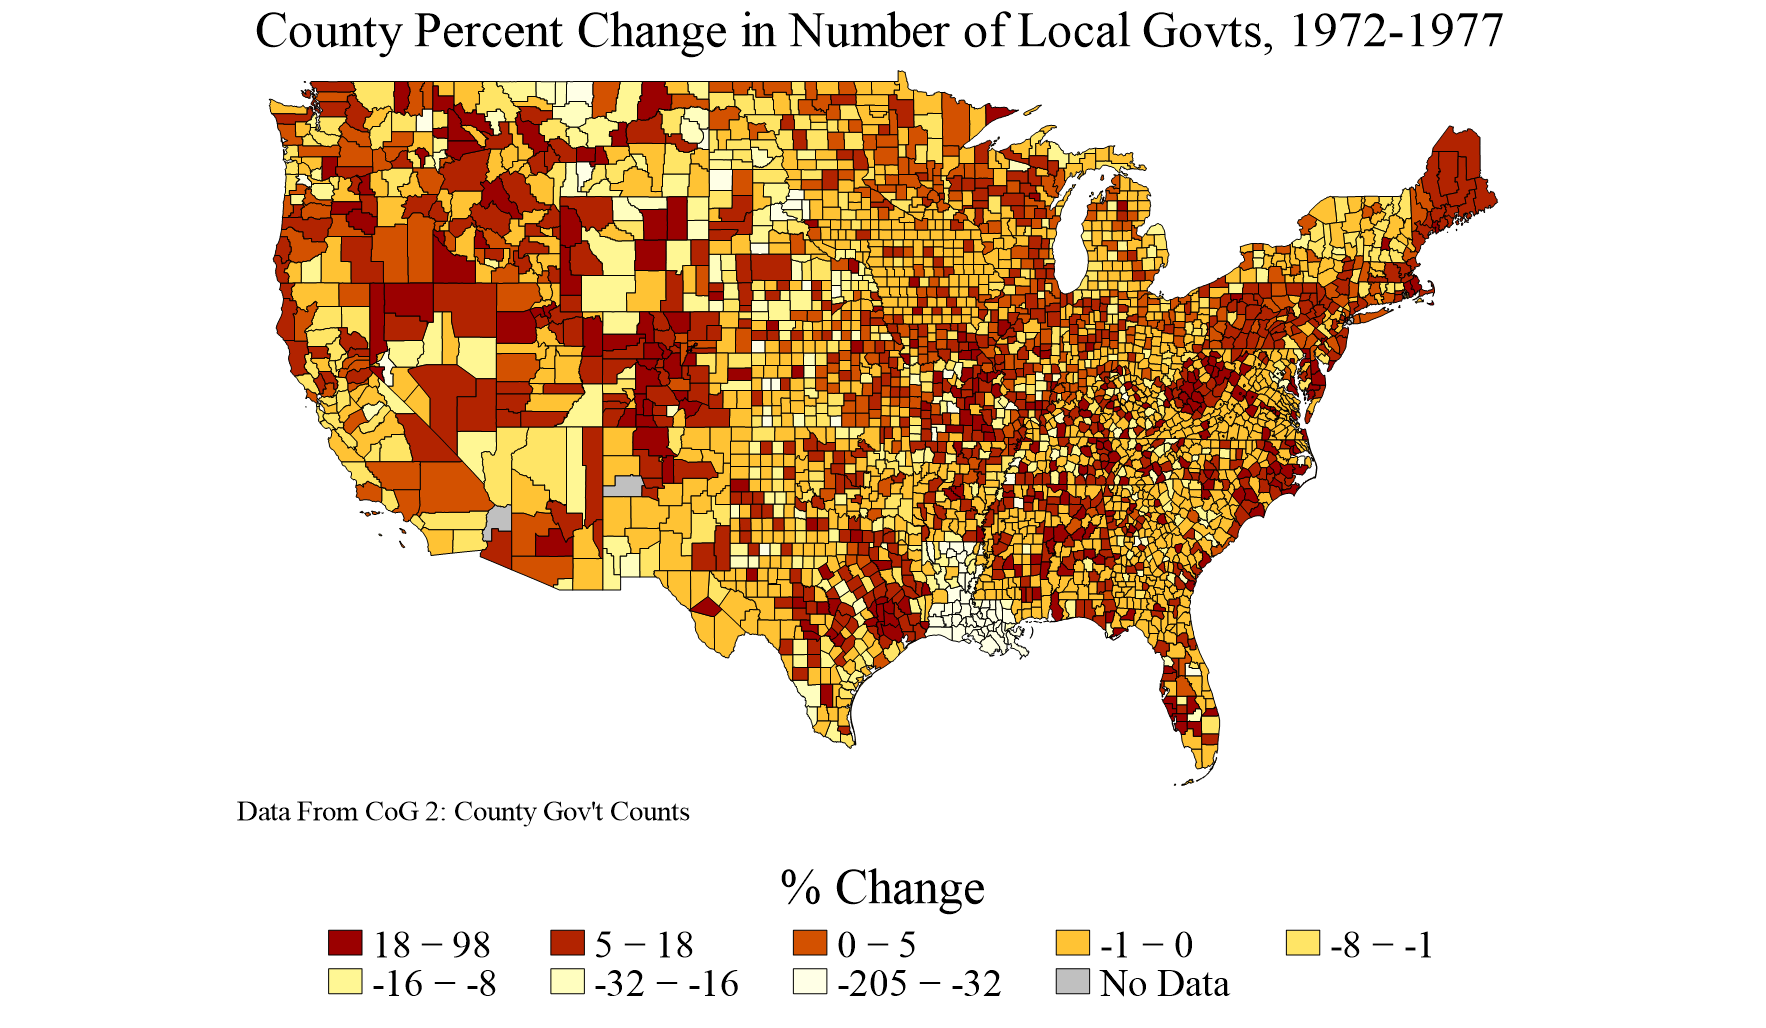 County Percent Change in Number of Local Govts, 1972-1977
Data From CoG 2: County Gov't Counts
% Change
18 − 98 5 − 18 0 − 5 -1 − 0 -8 − -1
-16 − -8 -32 − -16 -205 − -32 No Data